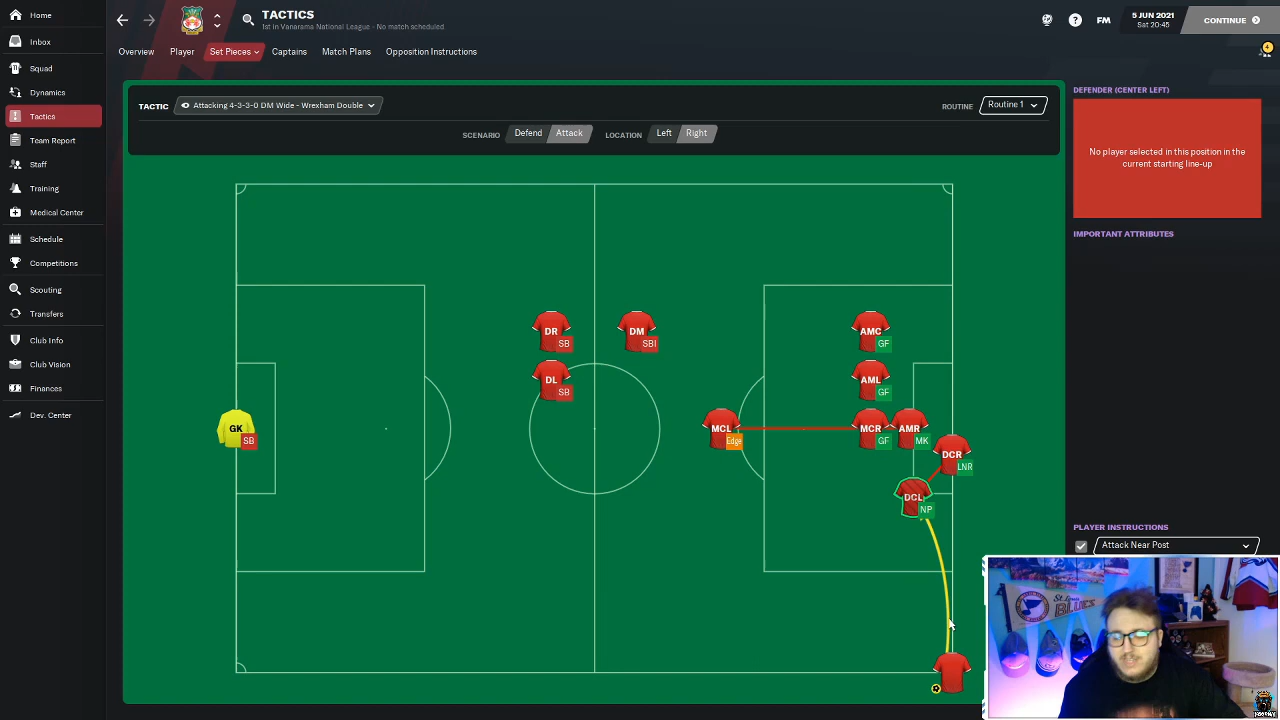 Home
Inbox
Squad
Dynamics
Tactics
Team Report
Staff
Training
Medical Center
Schedule
Competitions
Scouting
Transfers
Club Info
Club Vision
Finances
Dev. Center
TACTICS
1st in Vanarama National League - No match scheduled
FM
5 JUN 2021
Sat 20:45
CONTINUE
4
Overview
Player
Set Pieces
Captains
Match Plans
Opposition Instructions
TACTIC
Attacking 4-3-3-0 DM Wide - Wrexham Double
ROUTINE
Routine 1
SCENARIO
Defend
Attack
LOCATION
Left
Right
DR
SB
DM
SBI
AMC
GF
DL
SB
AML
GF
GK
SB
MCL
Edge
MCR
GF
AMR
MK
DCR
LNR
DCL
NP
DEFENDER (CENTER LEFT)
No player selected in this position in the
current starting line-up
IMPORTANT ATTRIBUTES
PLAYER INSTRUCTIONS
Attack Near Post
St. Louis
BLUES